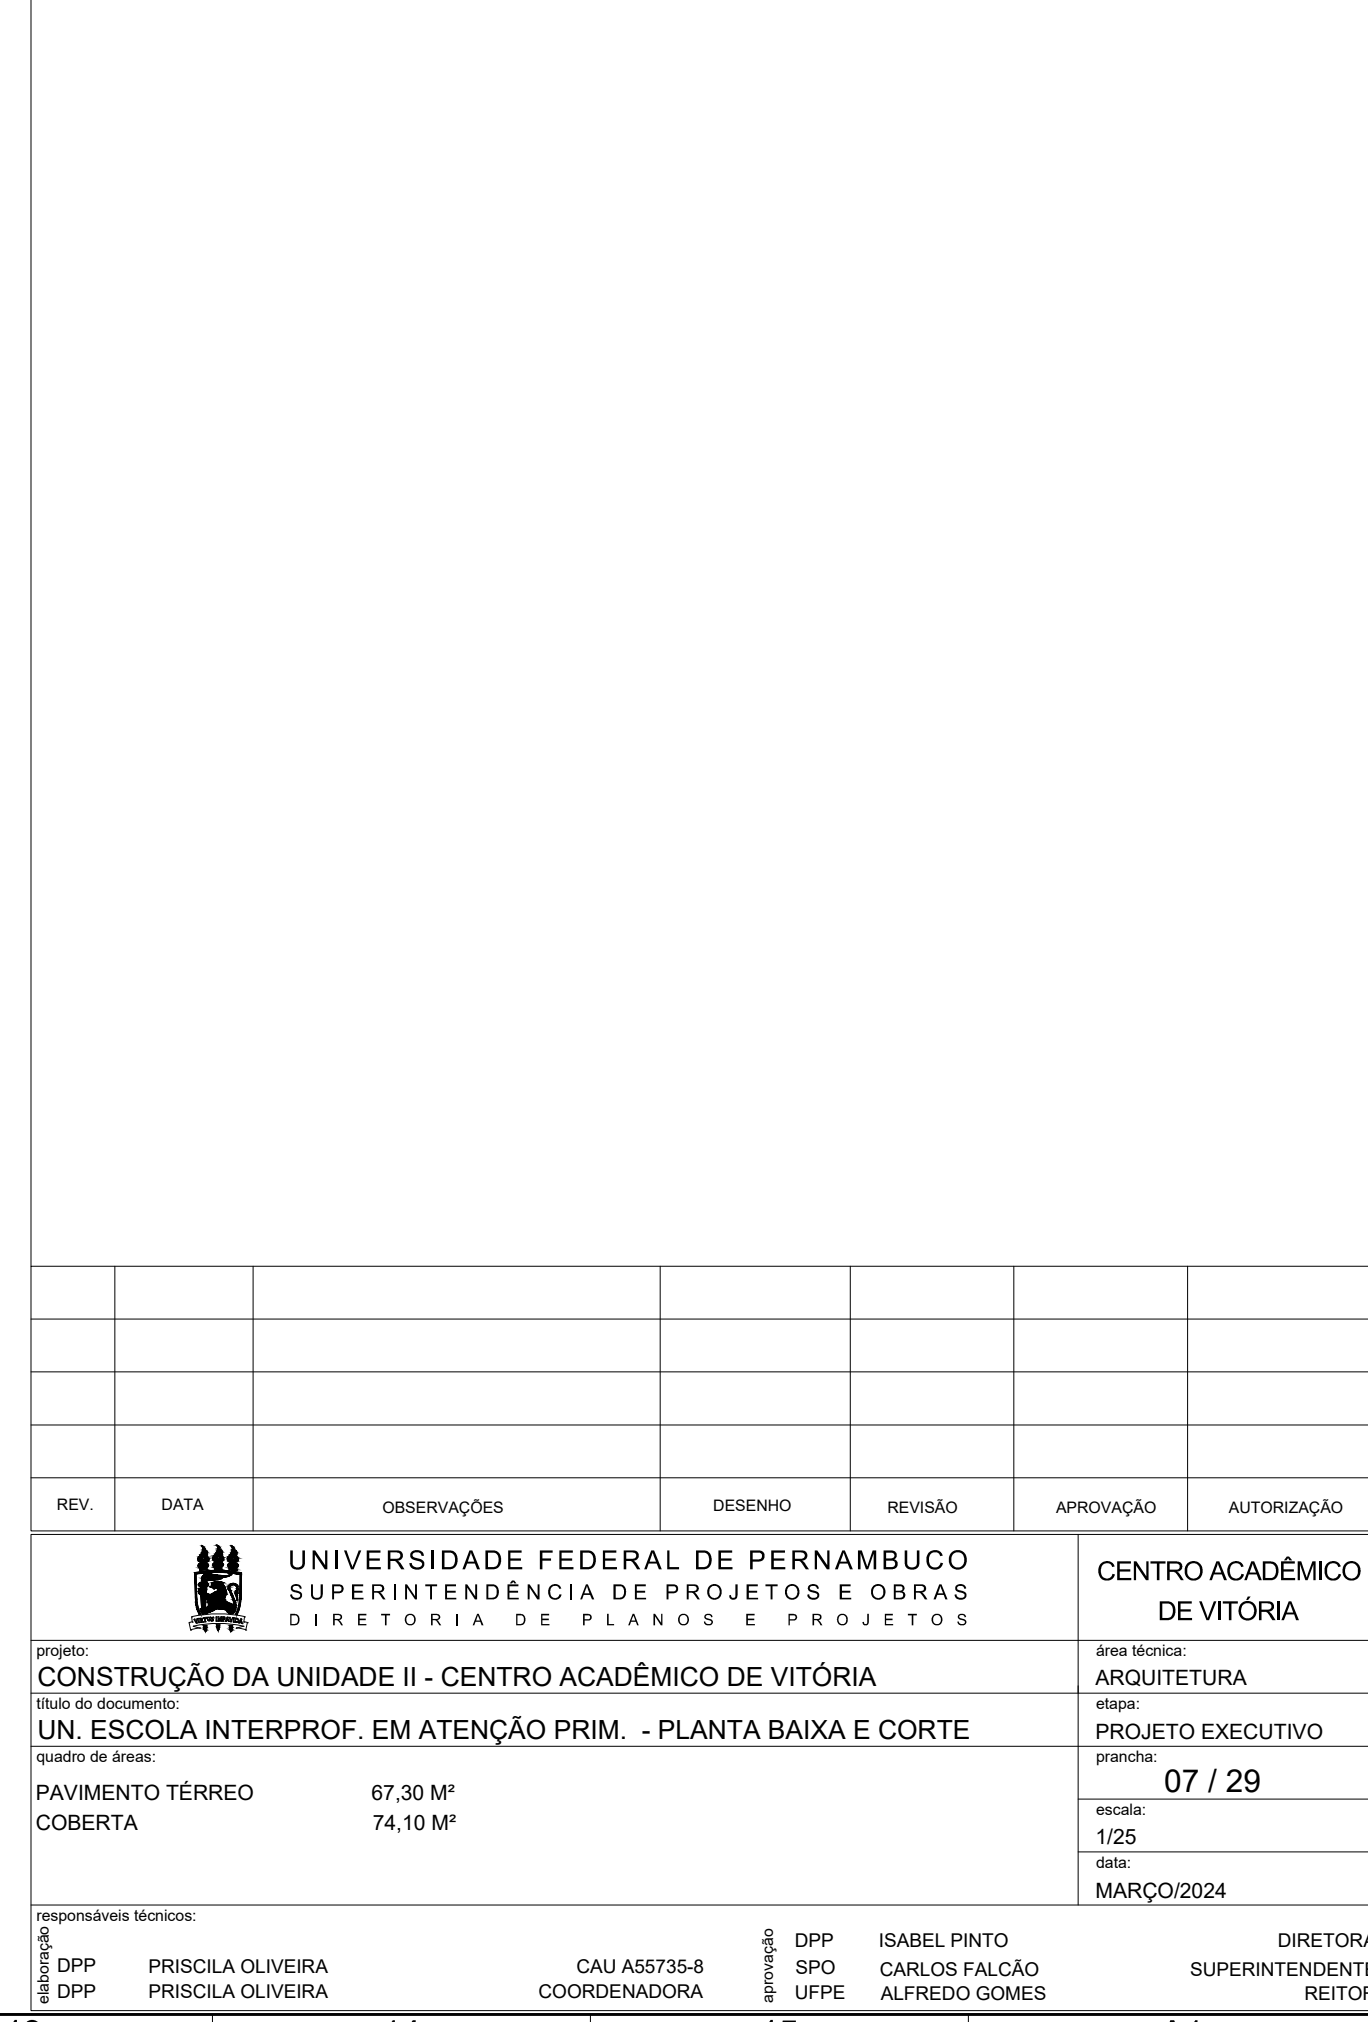 REV. DATA OBSERVAÇÕES DESENHO REVISÃO APROVAÇÃO AUTORIZAÇÃO
UNIVERSIDADE FEDERAL DE PERNAMBUCO
SUPERINTENDÊNCIA DE PROJETOS E OBRAS
DIRETORIA DE PLANOS E PROJETOS
CENTRO ACADÊMICO
DE VITÓRIA
projeto:
CONSTRUÇÃO DA UNIDADE II - CENTRO ACADÊMICO DE VITÓRIA
área técnica:
ARQUITETURA
título do documento:
UN. ESCOLA INTERPROF. EM ATENÇÃO PRIM. - PLANTA BAIXA E CORTE
etapa:
PROJETO EXECUTIVO
quadro de áreas:
PAVIMENTO TÉRREO 67,30 M²
COBERTA 74,10 M²
prancha:
07 / 29
escala:
1/25
data:
MARÇO/2024
responsáveis técnicos:
elaboração
DPP PRISCILA OLIVEIRA CAU A55735-8
DPP PRISCILA OLIVEIRA COORDENADORA
aprovação
DPP ISABEL PINTO DIRETORA
SPO CARLOS FALCÃO SUPERINTENDENTE
UFPE ALFREDO GOMES REITOR